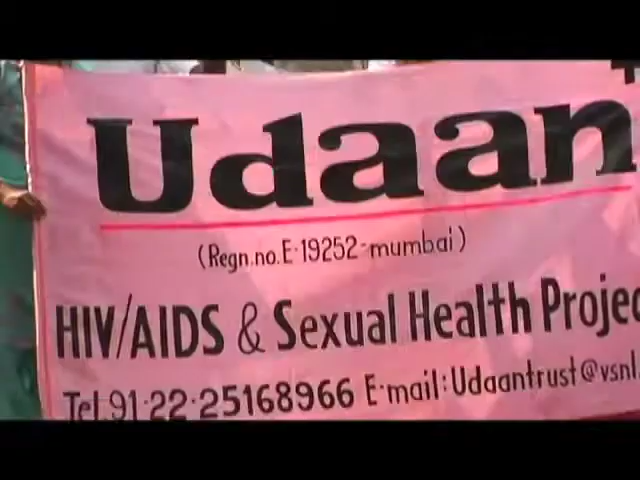 Udaan
(Regn.no.E-19252-mumbai)
HIV/AIDS & Sexual Health Projec
Tel.91-22-25168966 E-mail:Udaantrust@vsnl.